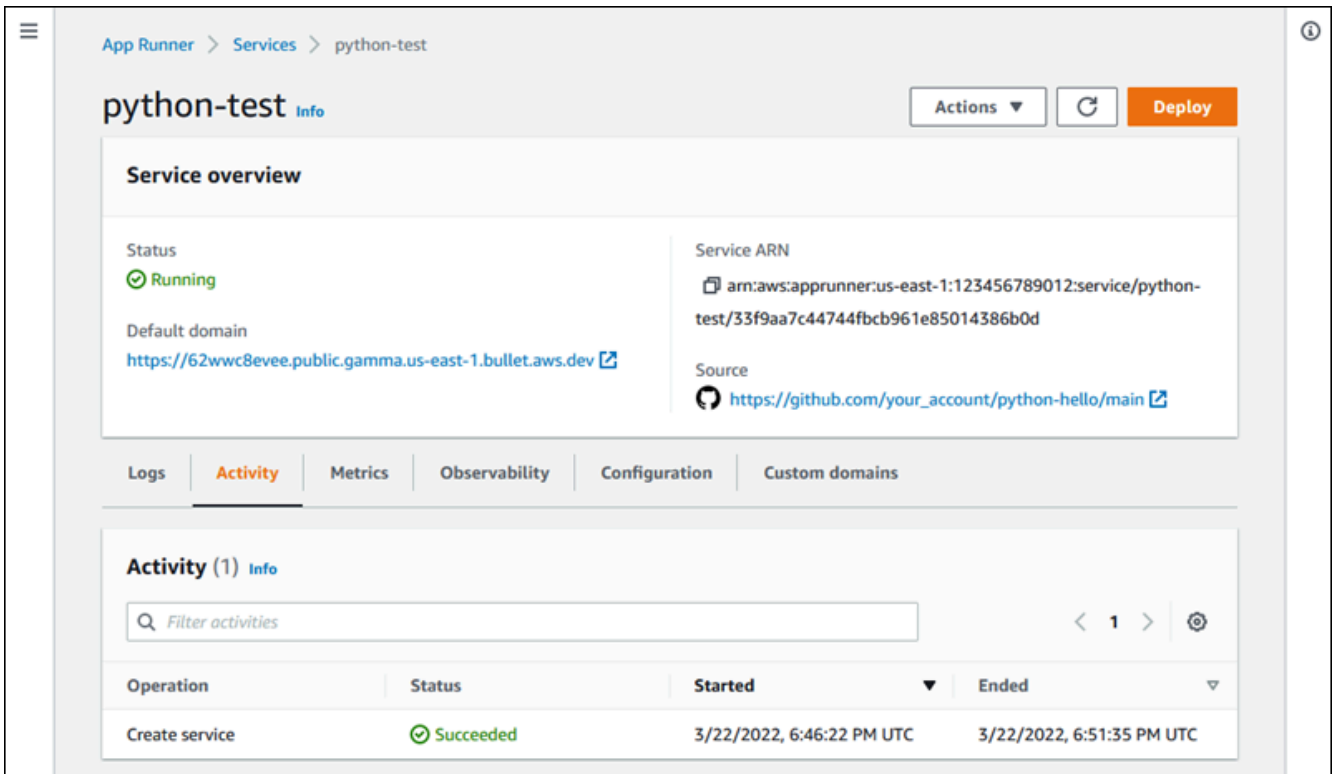 App Runner > Services > python-test
python-test Info
Actions
Deploy
Service overview
Status
Running
Default domain
https://62wwc8evee.public.gamma.us-east-1.bullet.aws.dev
Service ARN
arn:aws:apprunner:us-east-1:123456789012:service/python-
test/33f9aa7c44744fbcb961e85014386b0d
Source
https://github.com/your_account/python-hello/main
Logs Activity Metrics Observability Configuration Custom domains
Activity (1) Info
Filter activities
< 1 >
Operation Status Started Ended
Create service Succeeded 3/22/2022, 6:46:22 PM UTC 3/22/2022, 6:51:35 PM UTC